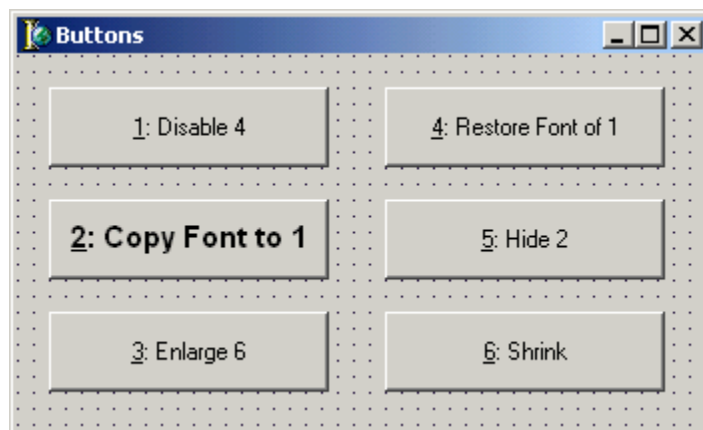 Buttons
1: Disable 4
4: Restore Font of 1
2: Copy Font to 1
5: Hide 2
3: Enlarge 6
6: Shrink